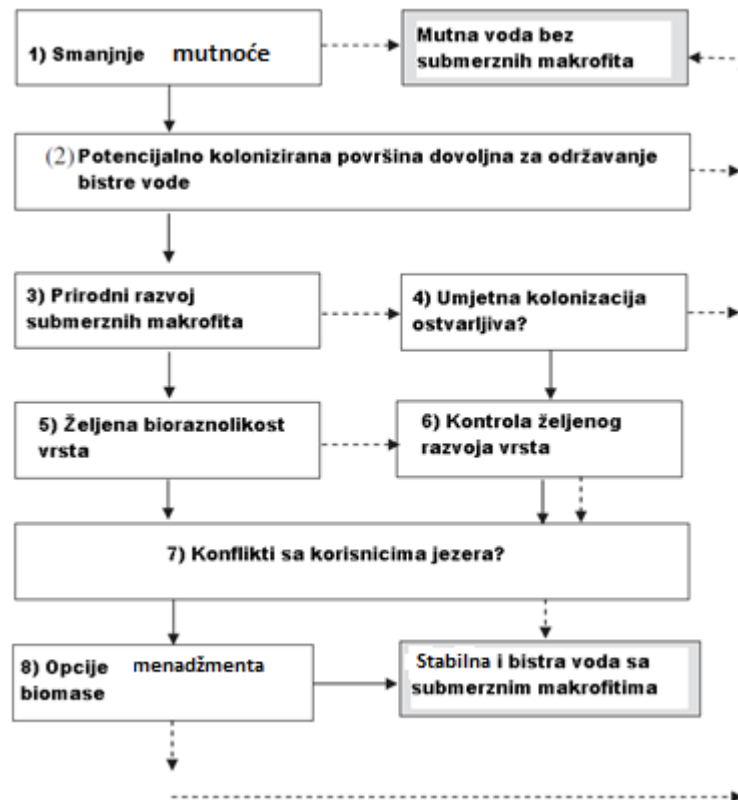 1) Smanjnje mutnoće
Mutna voda bez
submerznih makrofita
(2) Potencijalno kolonizirana površina dovoljna za održavanje
bistre vode
3) Prirodni razvoj
submerznih makrofita
4) Umjetna kolonizacija
ostvarljiva?
5) Željena bioraznolikost
vrsta
6) Kontrola željenog
razvoja vrsta
7) Konflikti sa korisnicima jezera?
8) Opcije menadžmenta
biomase
Stabilna i bistra voda sa
submerznim makrofitima